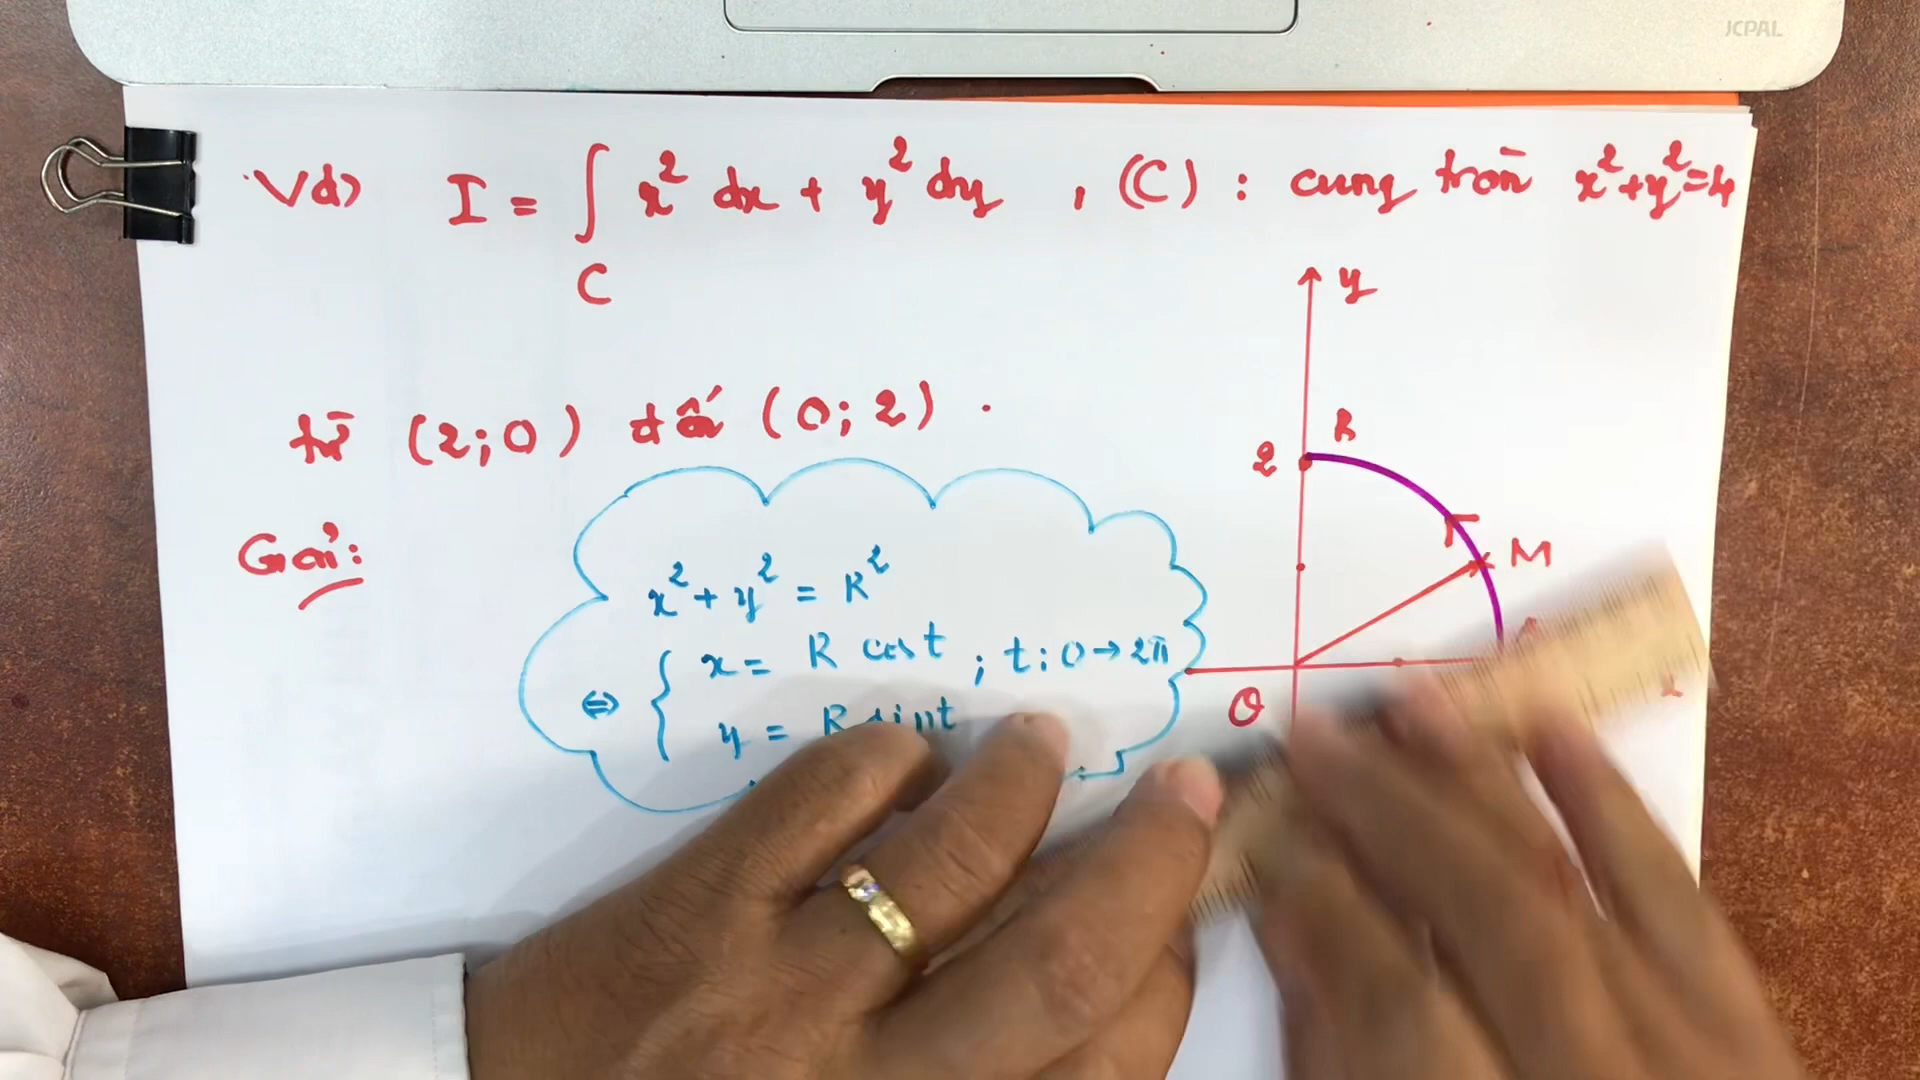 JCPAL
Vd) I = ∫ x² dx + y² dy , (C) : cung tròn x²+y²=4
C
từ (2;0) đến (0;2) .
Giải:
x²+y² = R²
⇔ { x = R cost ; t:0→2π
y = R sint
y
2
B
M
O
x